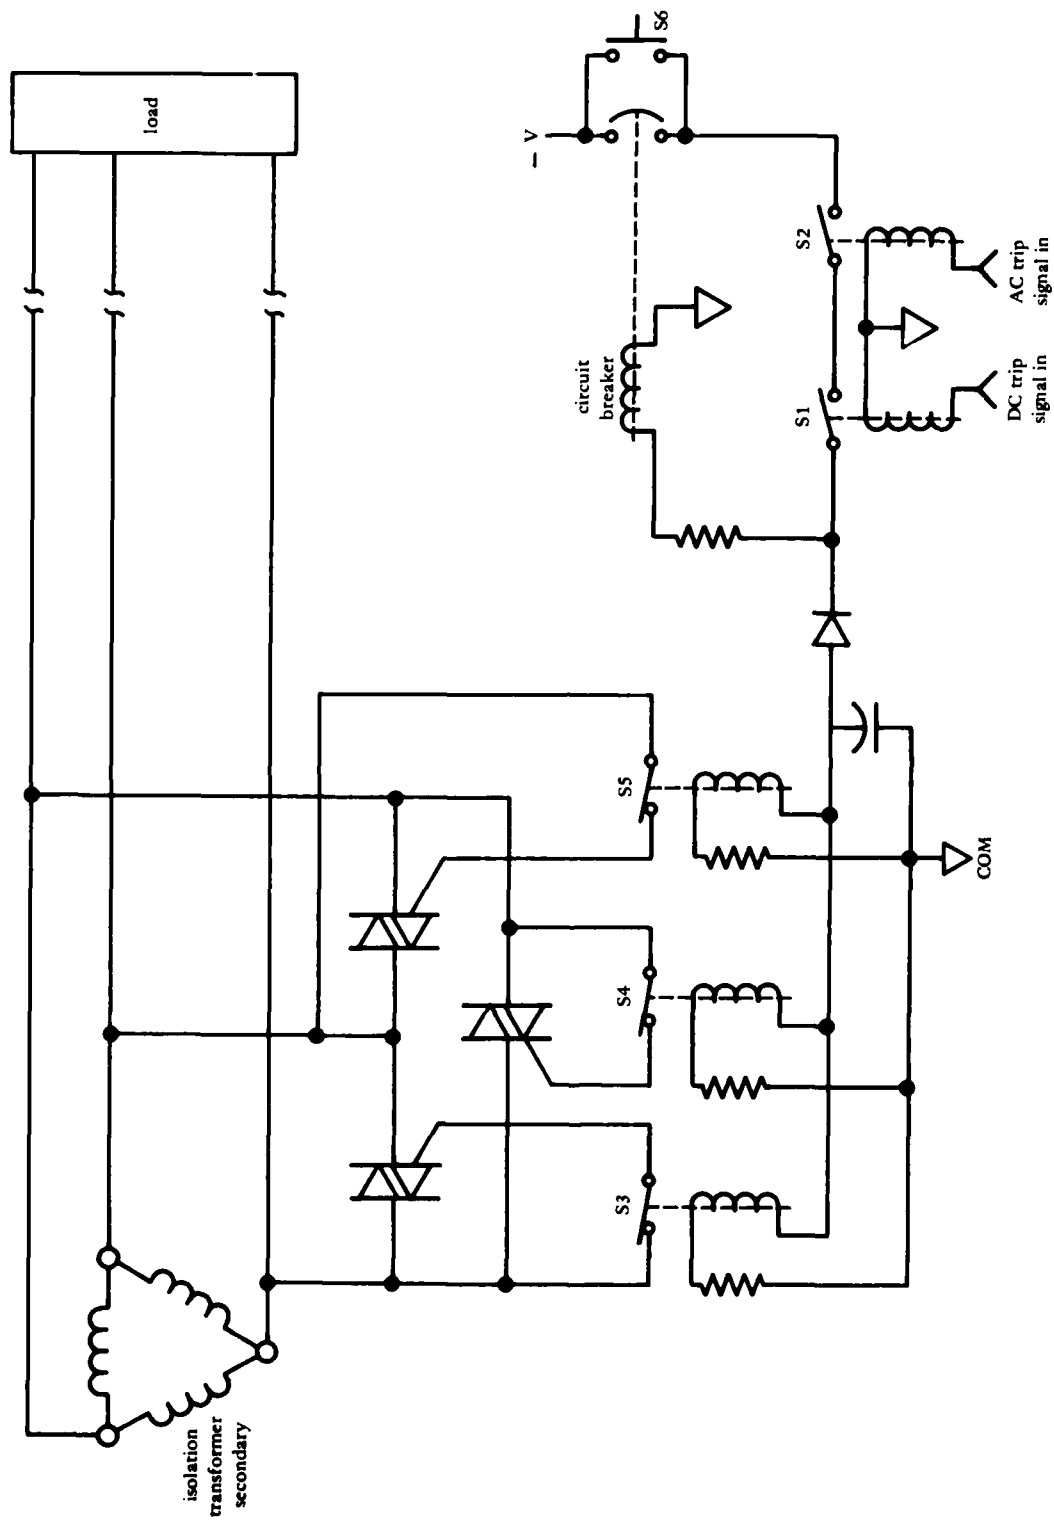 isolation
transformer
secondary
load
S3
S4
S5
COM
circuit
breaker
– V
S6
S1
S2
DC trip
signal in
AC trip
signal in